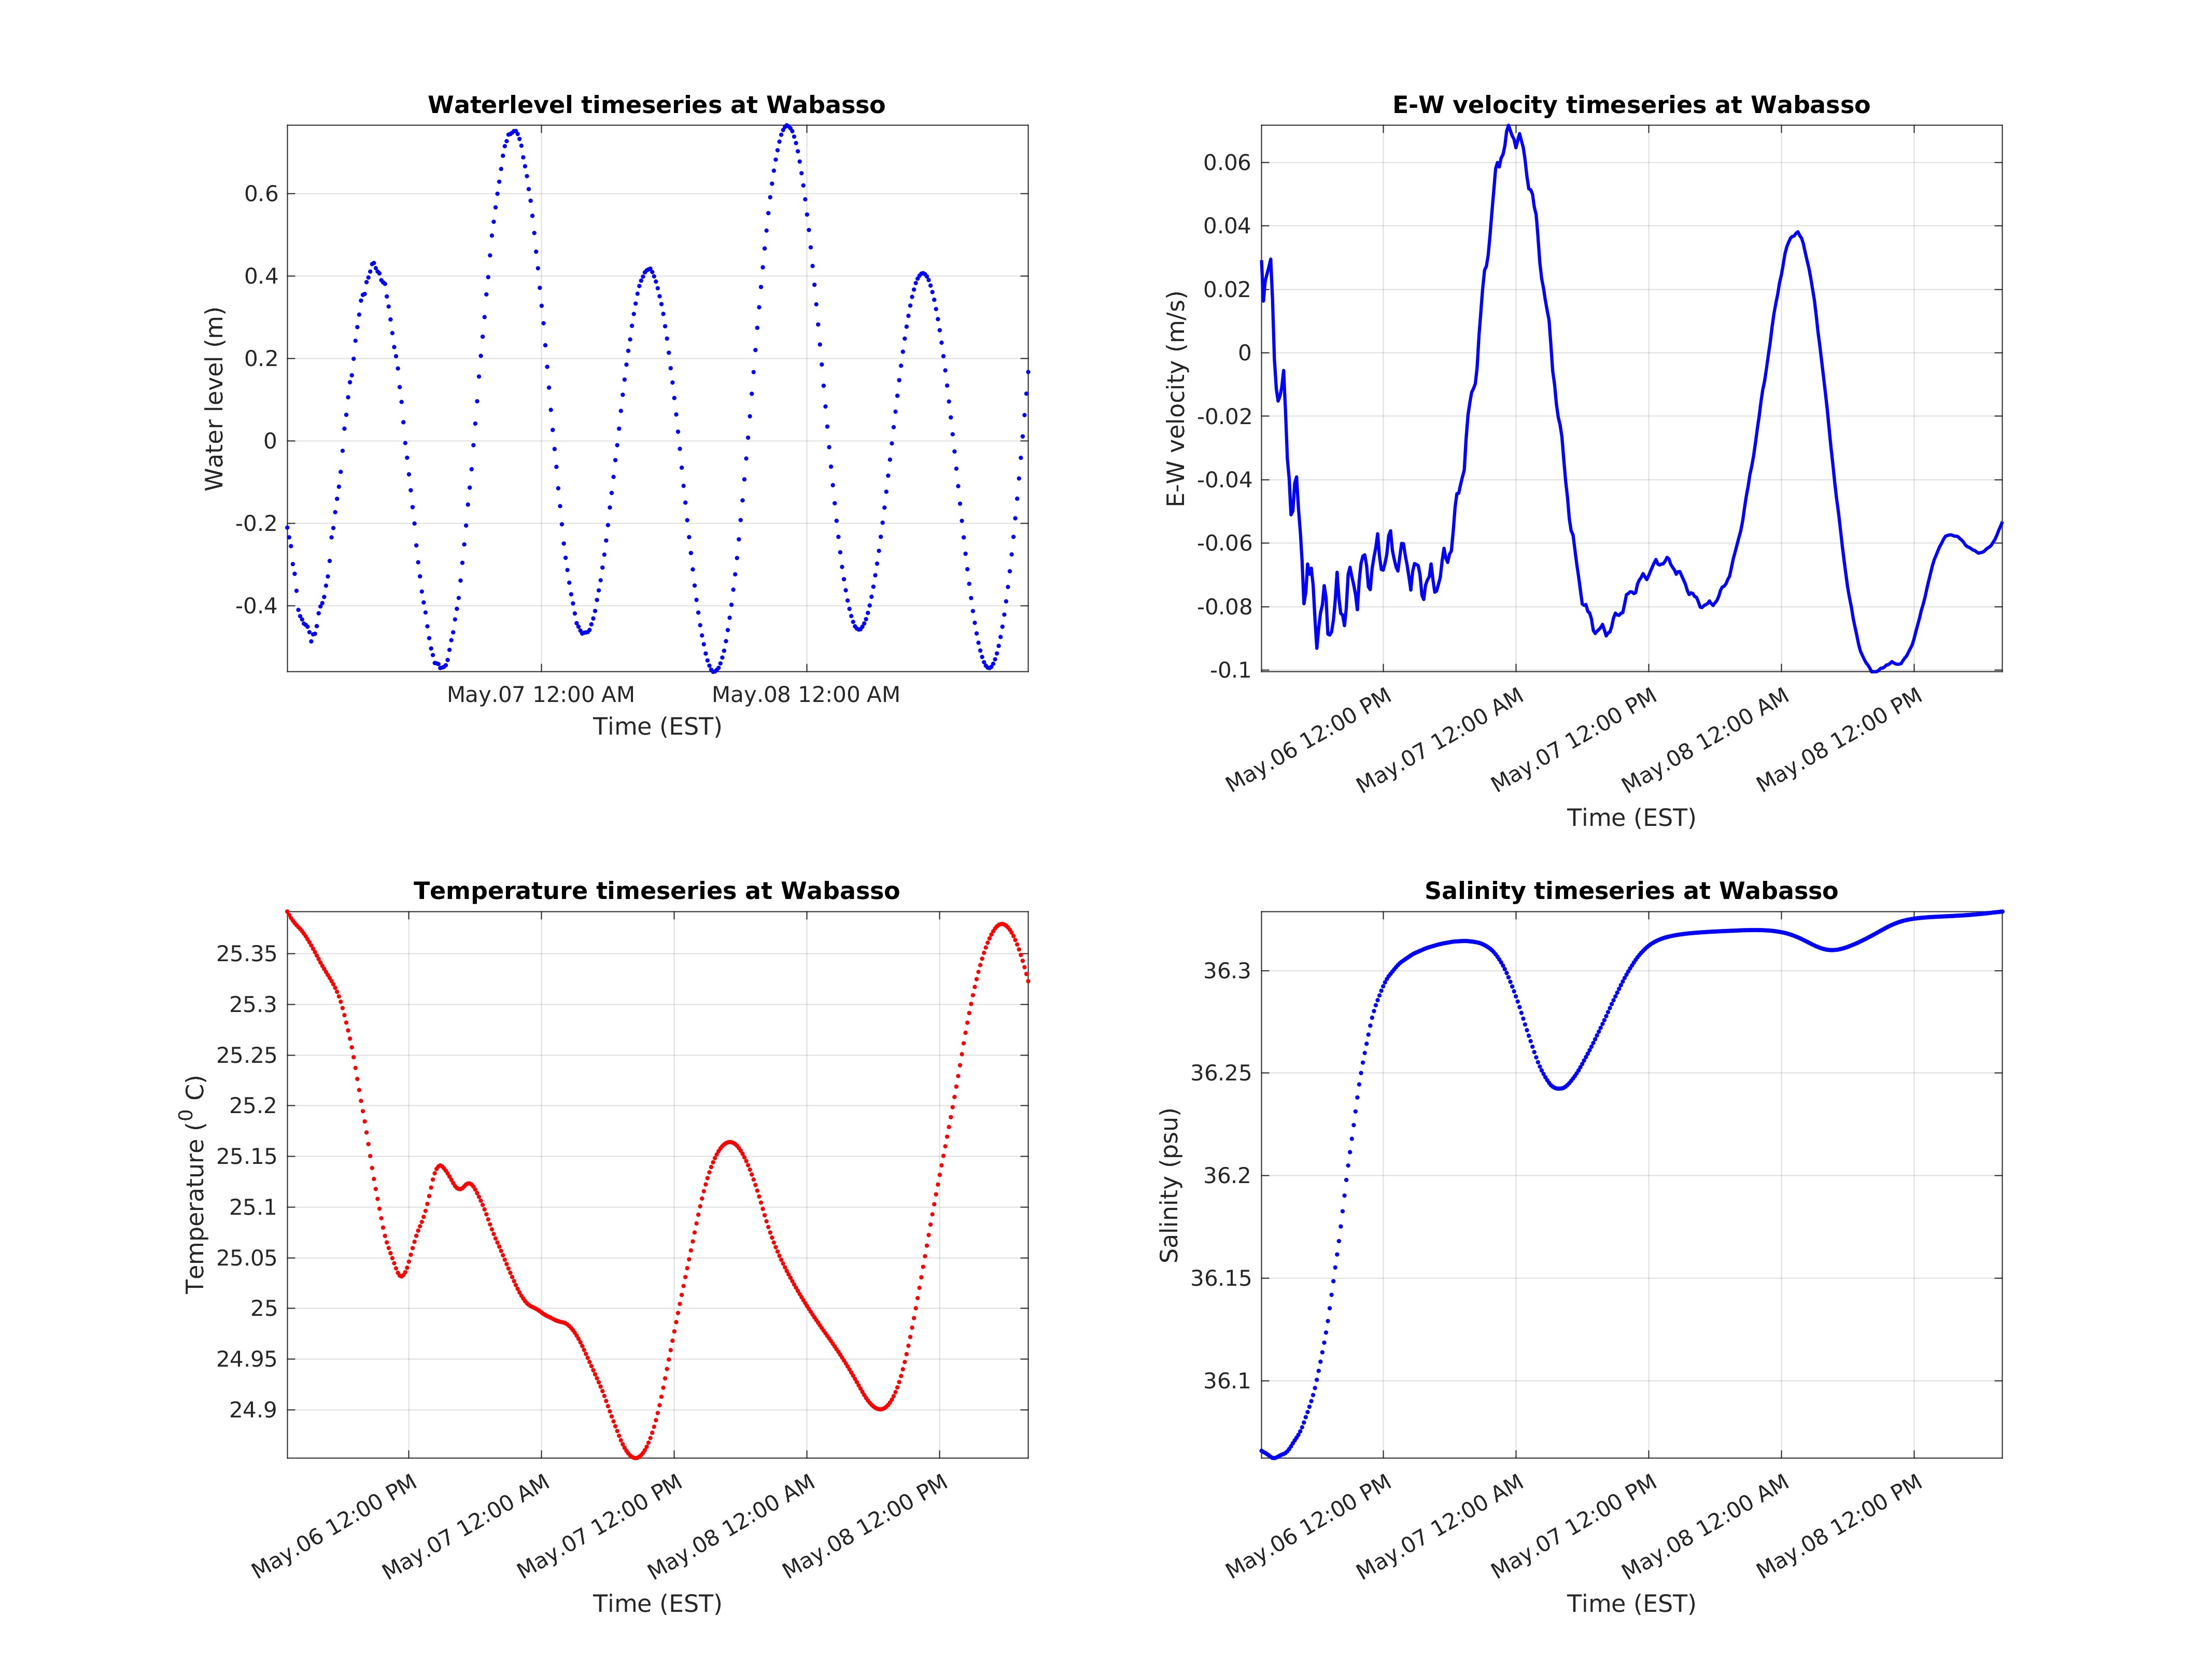 Waterlevel timeseries at Wabasso
0.6
0.4
0.2
0
-0.2
-0.4
Water level (m)
May.07 12:00 AM
May.08 12:00 AM
Time (EST)
E-W velocity timeseries at Wabasso
0.06
0.04
0.02
0
-0.02
-0.04
-0.06
-0.08
-0.1
E-W velocity (m/s)
May.06 12:00 PM
May.07 12:00 AM
May.07 12:00 PM
May.08 12:00 AM
May.08 12:00 PM
Time (EST)
Temperature timeseries at Wabasso
25.35
25.3
25.25
25.2
25.15
25.1
25.05
25
24.95
24.9
Temperature (⁰ C)
May.06 12:00 PM
May.07 12:00 AM
May.07 12:00 PM
May.08 12:00 AM
May.08 12:00 PM
Time (EST)
Salinity timeseries at Wabasso
36.3
36.25
36.2
36.15
36.1
Salinity (psu)
May.06 12:00 PM
May.07 12:00 AM
May.07 12:00 PM
May.08 12:00 AM
May.08 12:00 PM
Time (EST)